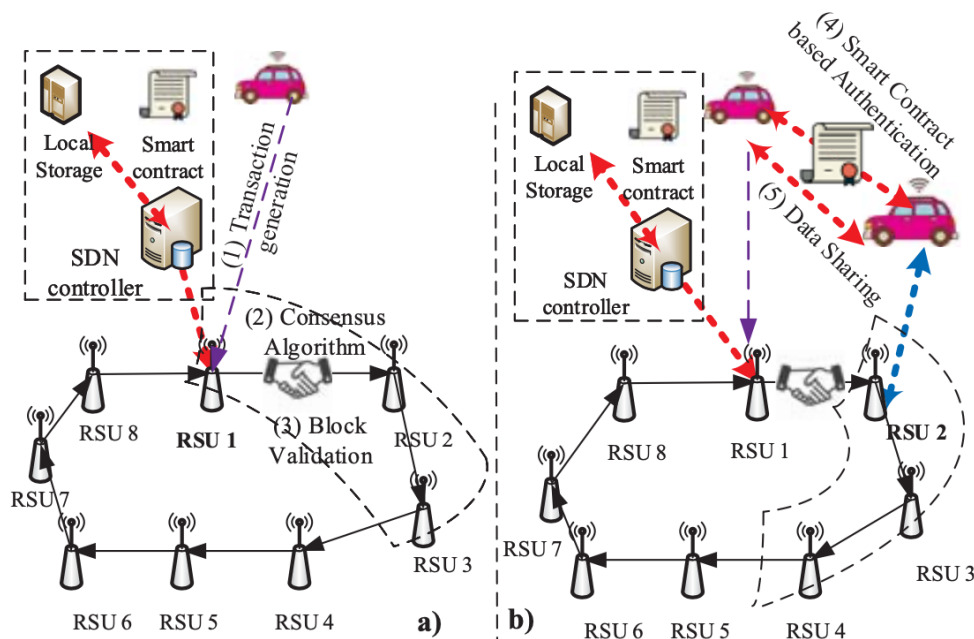 Local
Storage
Smart
contract
SDN
controller
(1) Transaction
generation
(2) Consensus
Algorithm
(3) Block
Validation
RSU 8
RSU 1
RSU 2
RSU 7
RSU 3
RSU 6
RSU 5
RSU 4
a)
Local
Storage
Smart
contract
SDN
controller
(4) Smart Contract
based Authentication
(5) Data Sharing
RSU 8
RSU 1
RSU 2
RSU 7
RSU 3
RSU 6
RSU 5
RSU 4
b)